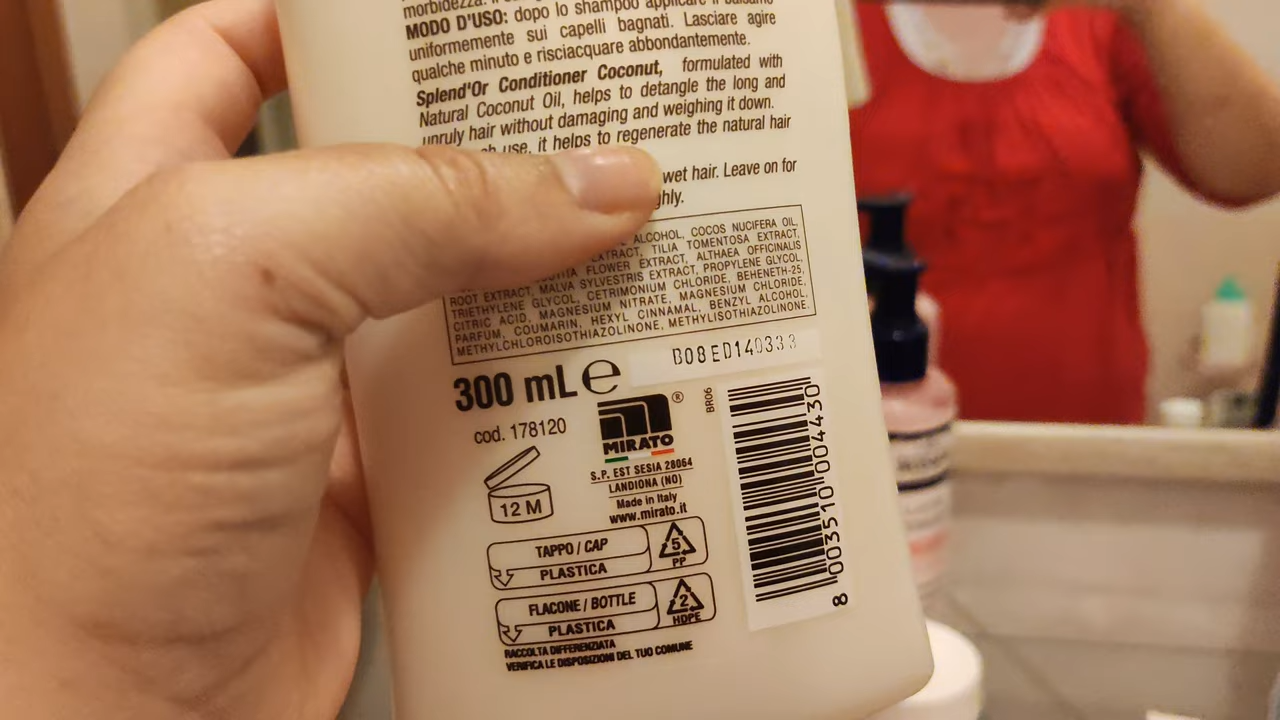 morbidezza. Il
MODO D'USO: dopo lo shampoo applicare il balsamo
uniformemente sui capelli bagnati. Lasciare agire
qualche minuto e risciacquare abbondantemente.
Splend'Or Conditioner Coconut, formulated with
Natural Coconut Oil, helps to detangle the long and
unruly hair without damaging and weighing it down.
use, it helps to regenerate the natural hair
wet hair. Leave on for
ALCOHOL, COCOS NUCIFERA OIL,
EXTRACT, TILIA TOMENTOSA EXTRACT,
FLOWER EXTRACT, ALTHAEA OFFICINALIS
ROOT EXTRACT, MALVA SYLVESTRIS EXTRACT, PROPYLENE GLYCOL,
TRIETHYLENE GLYCOL, CETRIMONIUM CHLORIDE, BEHENETH-25,
CITRIC ACID, MAGNESIUM NITRATE, MAGNESIUM CHLORIDE,
PARFUM, COUMARIN, HEXYL CINNAMAL, BENZYL ALCOHOL,
METHYLCHLOROISOTHIAZOLINONE, METHYLISOTHIAZOLINONE.
B08ED140333
300 mL ℮
cod. 178120
MIRATO ®
BR06
S.P. EST SESIA 28064
LANDIONA (NO)
Made in Italy
www.mirato.it
12 M
8 003510 004430
TAPPO / CAP
PLASTICA
5
PP
FLACONE / BOTTLE
PLASTICA
2
HDPE
RACCOLTA DIFFERENZIATA
VERIFICA LE DISPOSIZIONI DEL TUO COMUNE